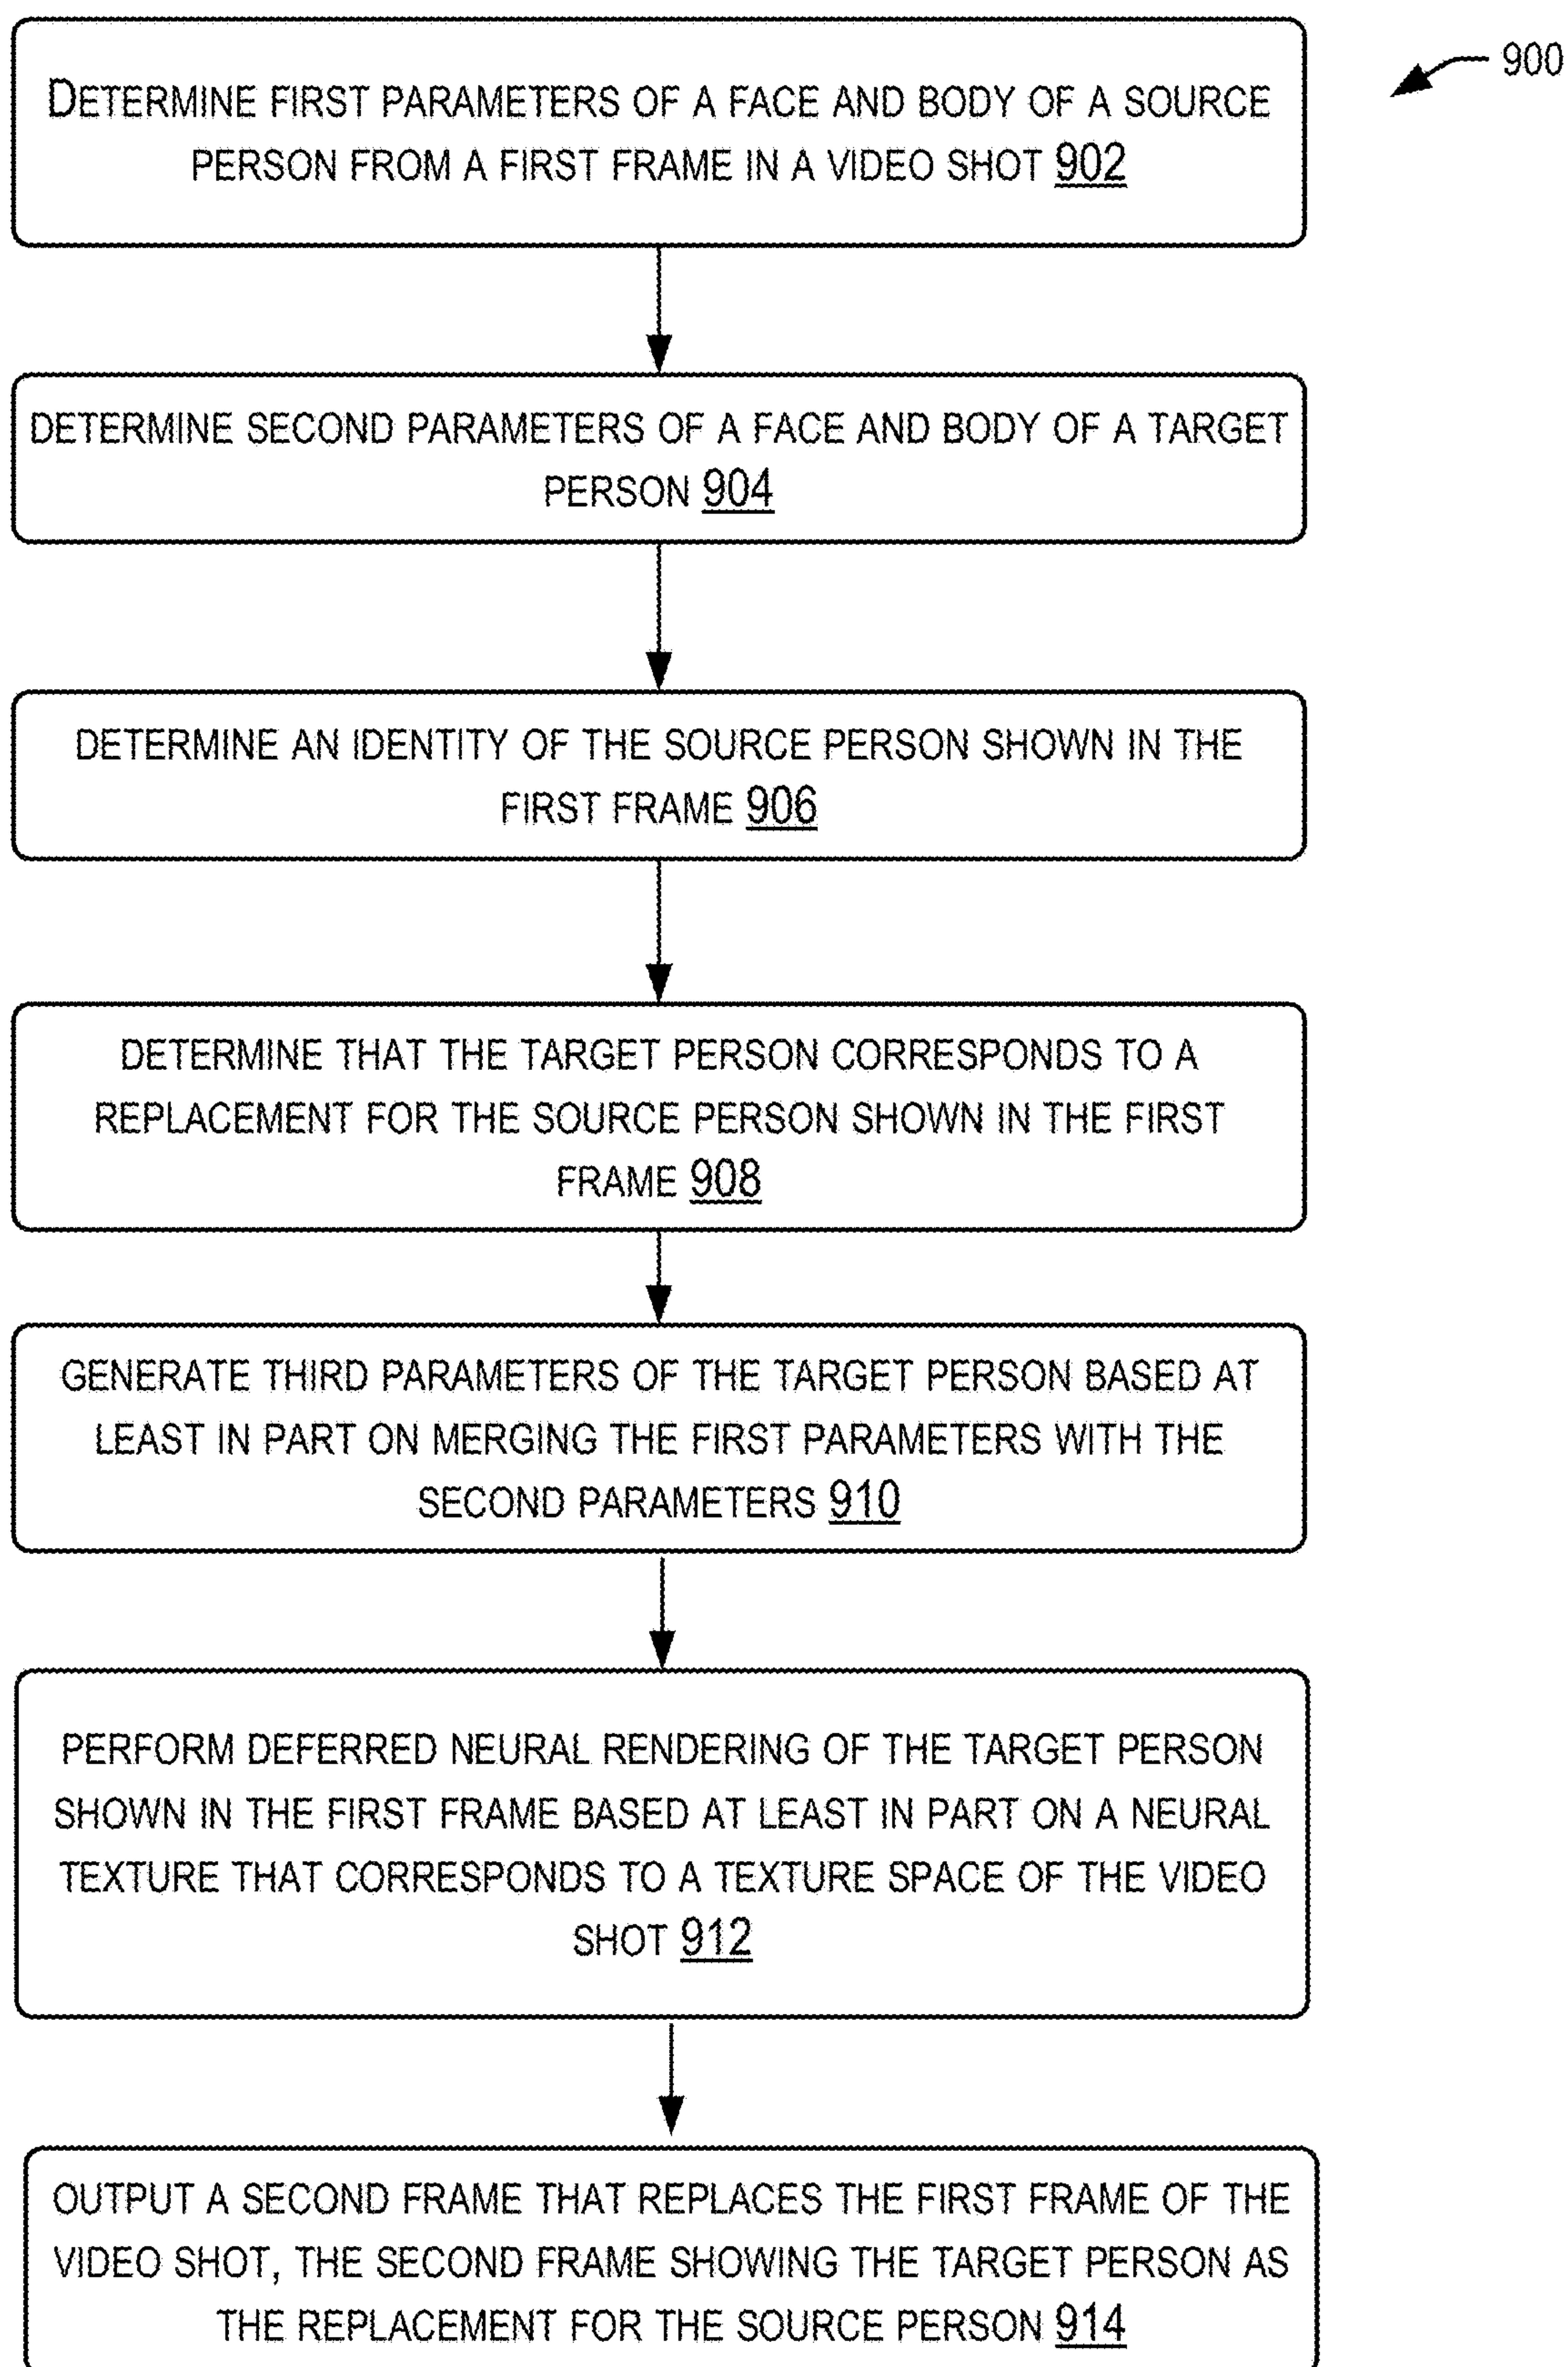 900
DETERMINE FIRST PARAMETERS OF A FACE AND BODY OF A SOURCE
PERSON FROM A FIRST FRAME IN A VIDEO SHOT 902
DETERMINE SECOND PARAMETERS OF A FACE AND BODY OF A TARGET
PERSON 904
DETERMINE AN IDENTITY OF THE SOURCE PERSON SHOWN IN THE
FIRST FRAME 906
DETERMINE THAT THE TARGET PERSON CORRESPONDS TO A
REPLACEMENT FOR THE SOURCE PERSON SHOWN IN THE FIRST
FRAME 908
GENERATE THIRD PARAMETERS OF THE TARGET PERSON BASED AT
LEAST IN PART ON MERGING THE FIRST PARAMETERS WITH THE
SECOND PARAMETERS 910
PERFORM DEFERRED NEURAL RENDERING OF THE TARGET PERSON
SHOWN IN THE FIRST FRAME BASED AT LEAST IN PART ON A NEURAL
TEXTURE THAT CORRESPONDS TO A TEXTURE SPACE OF THE VIDEO
SHOT 912
OUTPUT A SECOND FRAME THAT REPLACES THE FIRST FRAME OF THE
VIDEO SHOT, THE SECOND FRAME SHOWING THE TARGET PERSON AS
THE REPLACEMENT FOR THE SOURCE PERSON 914